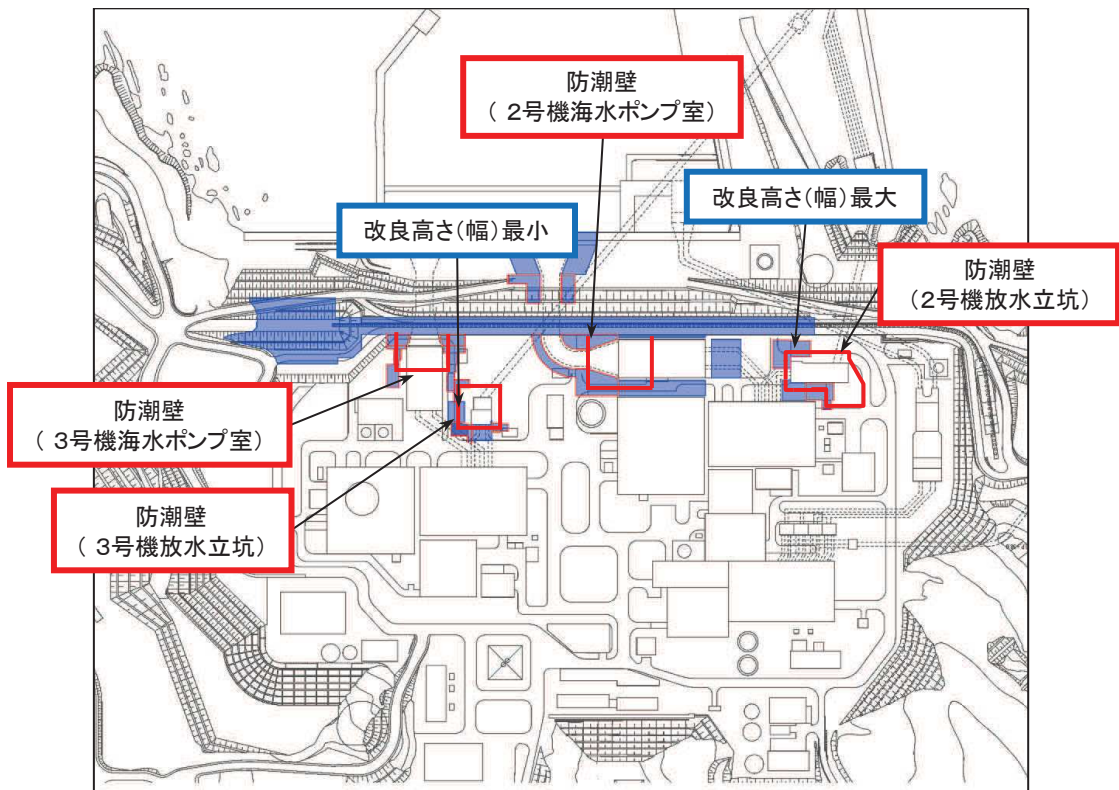 防潮壁
( 2号機海水ポンプ室)
改良高さ(幅)最大
改良高さ(幅)最小
防潮壁
(2号機放水立坑)
防潮壁
( 3号機海水ポンプ室)
防潮壁
( 3号機放水立坑)